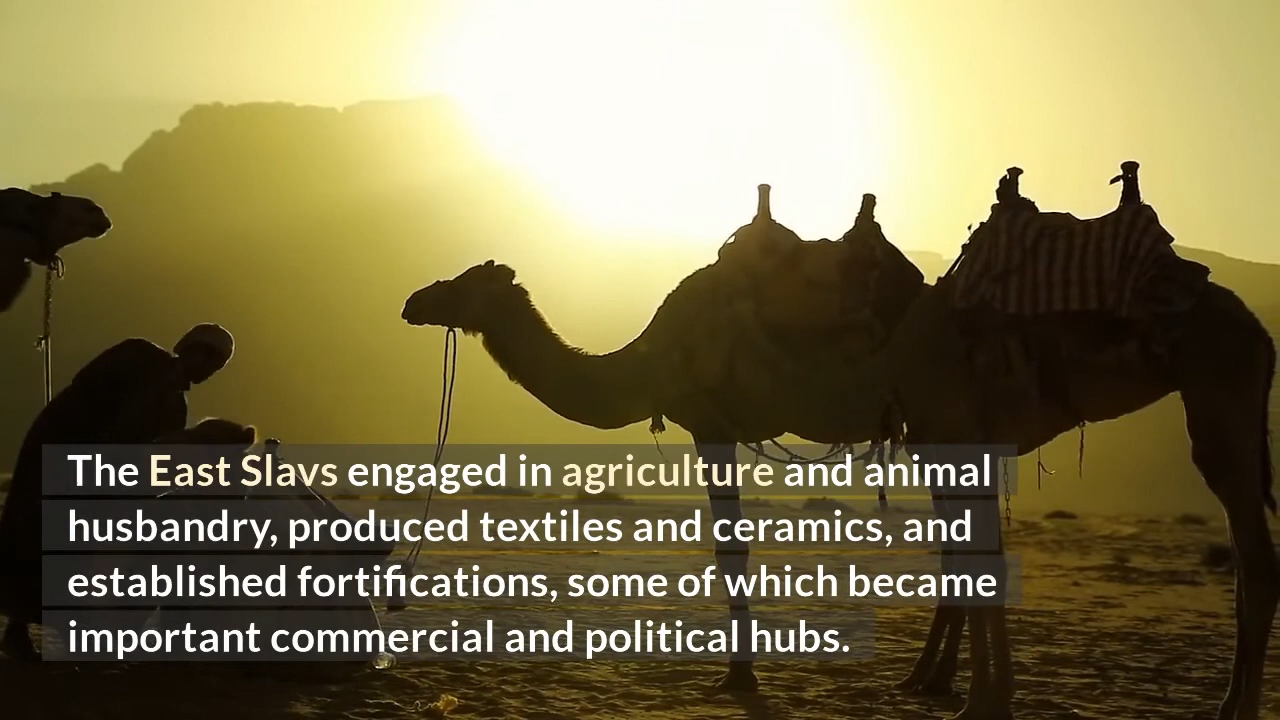 The East Slavs engaged in agriculture and animal
husbandry, produced textiles and ceramics, and
established fortifications, some of which became
important commercial and political hubs.